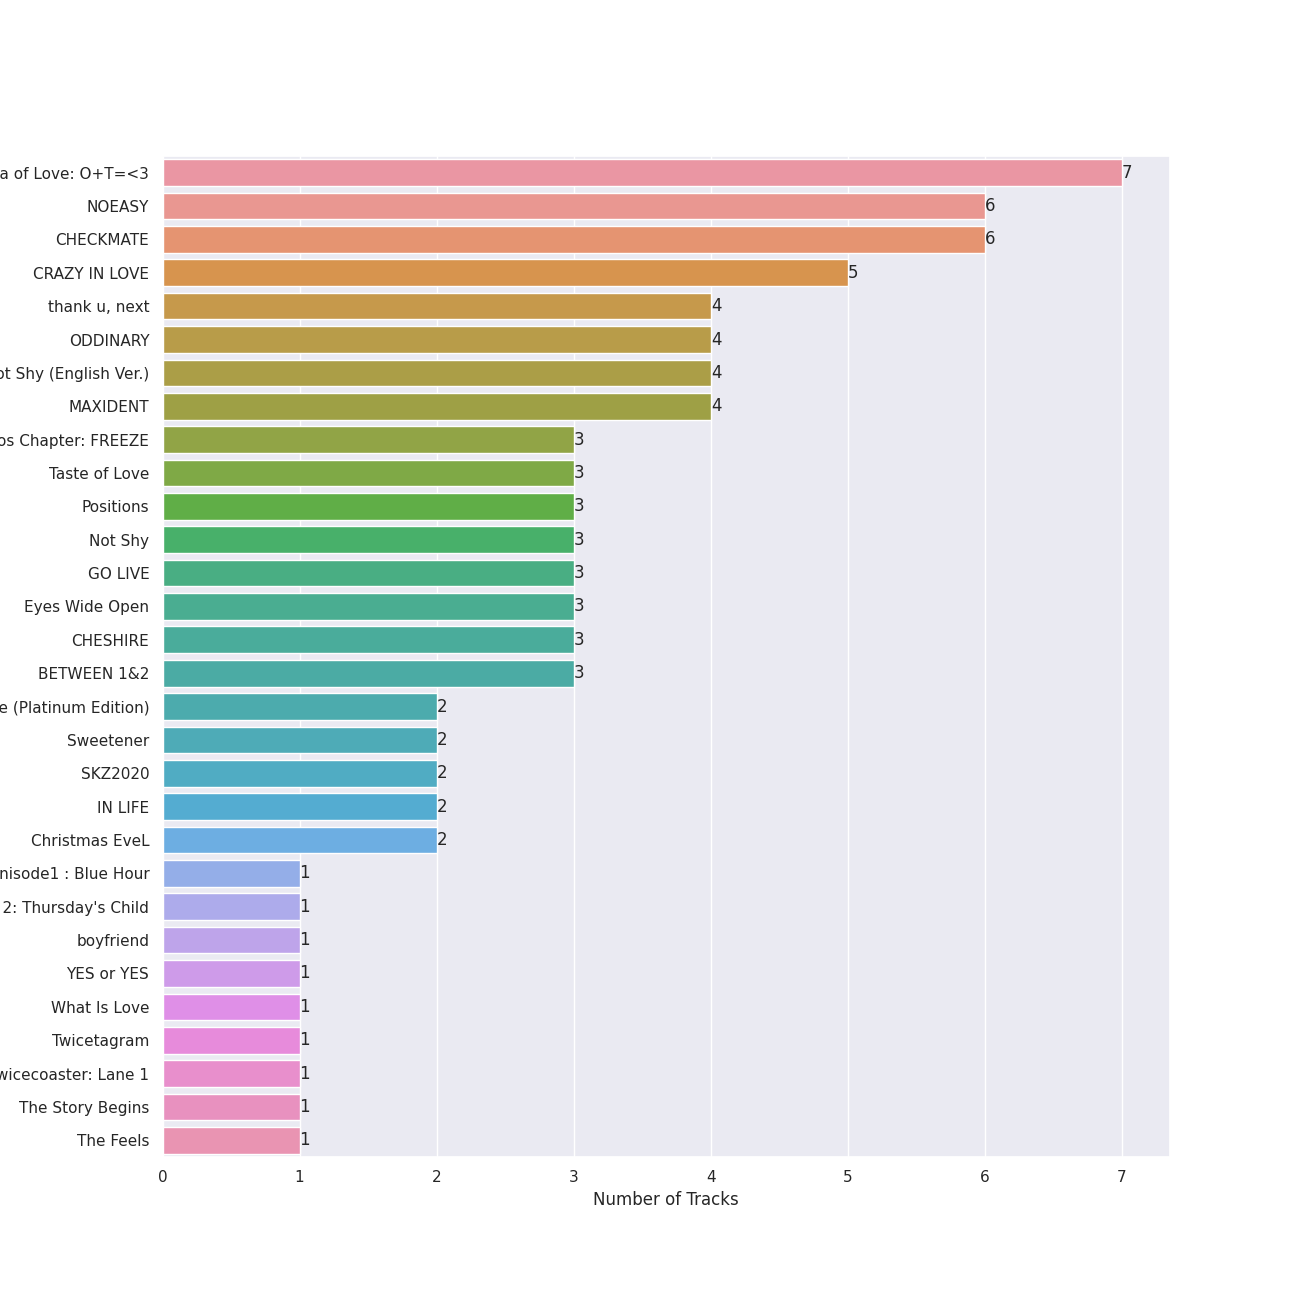 a of Love: O+T=<3 7
NOEASY 6
CHECKMATE 6
CRAZY IN LOVE 5
thank u, next 4
ODDINARY 4
ot Shy (English Ver.) 4
MAXIDENT 4
os Chapter: FREEZE 3
Taste of Love 3
Positions 3
Not Shy 3
GO LIVE 3
Eyes Wide Open 3
CHESHIRE 3
BETWEEN 1&2 3
e (Platinum Edition) 2
Sweetener 2
SKZ2020 2
IN LIFE 2
Christmas EveL 2
nisode1 : Blue Hour 1
2: Thursday's Child 1
boyfriend 1
YES or YES 1
What Is Love 1
Twicetagram 1
wicecoaster: Lane 1 1
The Story Begins 1
The Feels 1
0 1 2 3 4 5 6 7
Number of Tracks